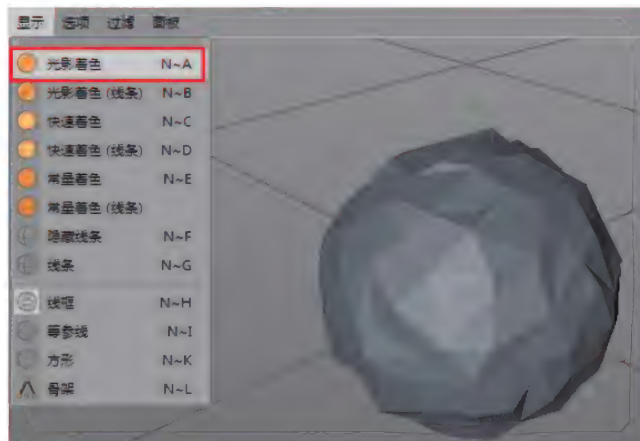 显示 选项 过滤 面板
光影着色 N~A
光影着色 (线条) N~B
快速着色 N~C
快速着色 (线条) N~D
常量着色 N~E
常量着色 (线条)
隐藏线条 N~F
线条 N~G
线框 N~H
等参线 N~I
方形 N~K
骨架 N~L